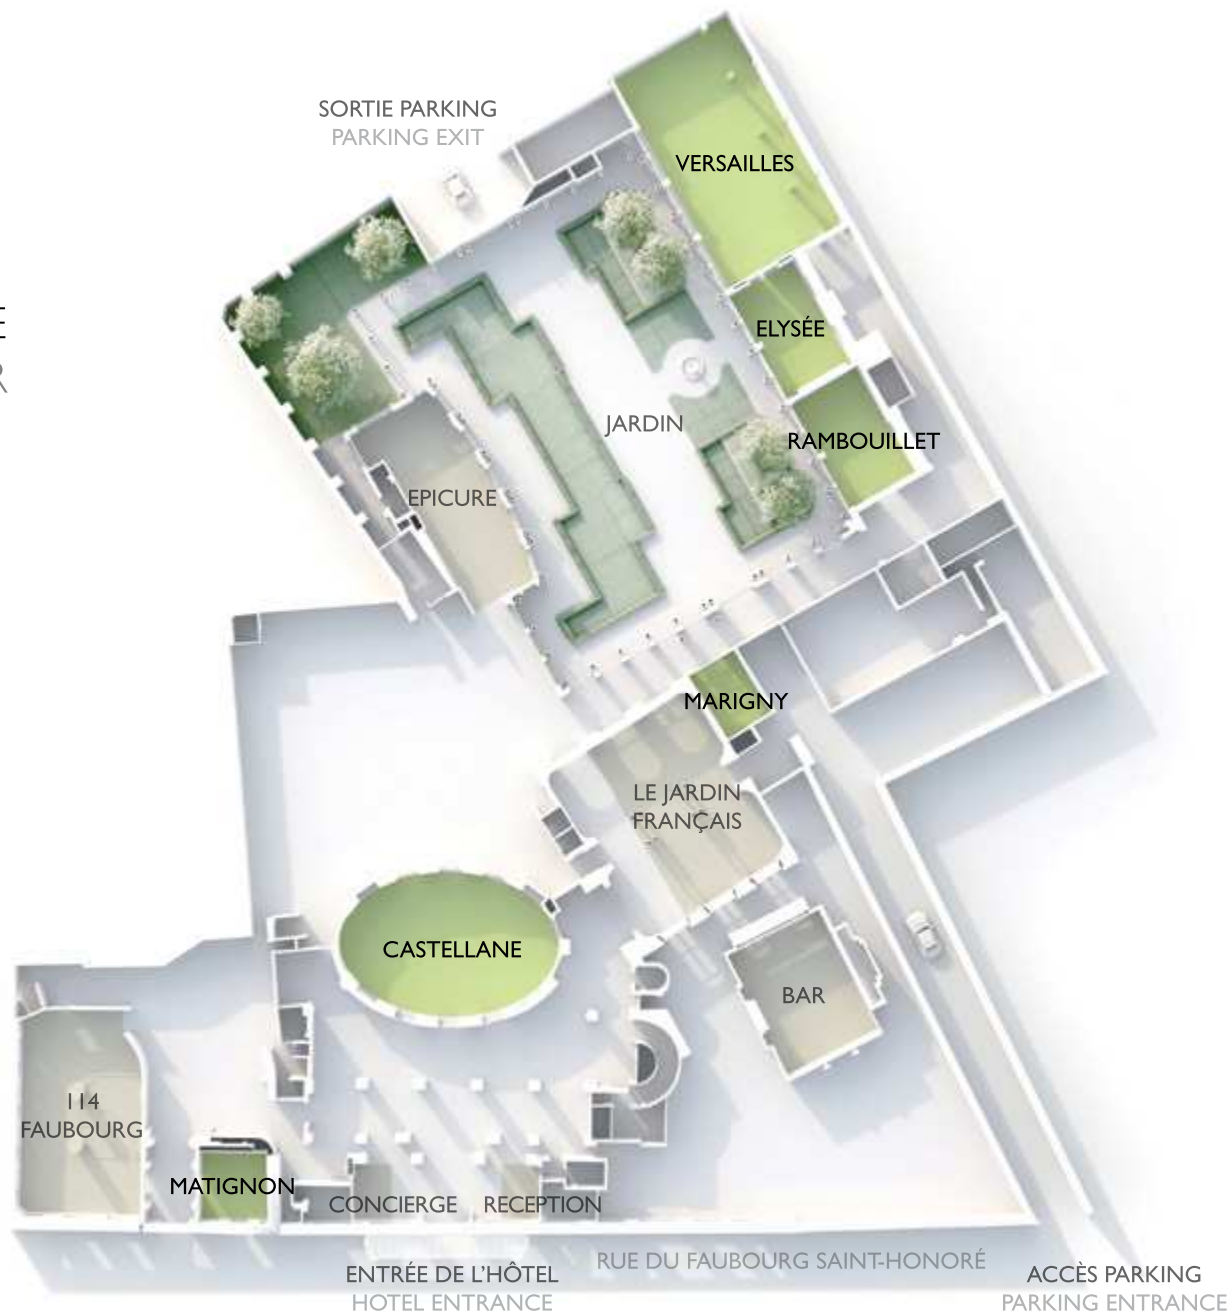 SORTIE PARKING
PARKING EXIT
VERSAILLES
ELYSÉE
JARDIN
RAMBOUILLET
EPICURE
MARIGNY
LE JARDIN
FRANÇAIS
CASTELLANE
BAR
114
FAUBOURG
MATIGNON
CONCIERGE
RECEPTION
RUE DU FAUBOURG SAINT-HONORÉ
ENTRÉE DE L'HÔTEL
HOTEL ENTRANCE
ACCÈS PARKING
PARKING ENTRANCE